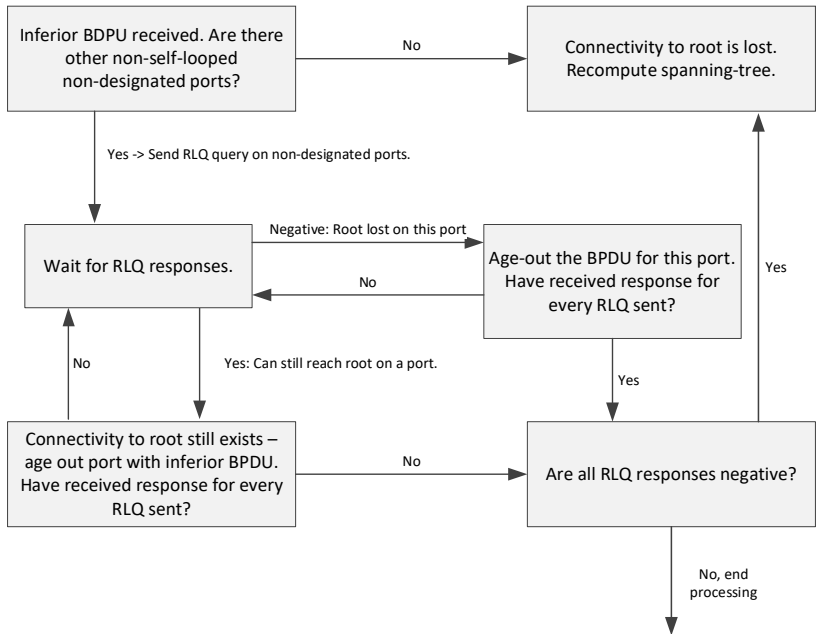 Inferior BDPU received. Are there
other non-self-looped
non-designated ports?
No
Connectivity to root is lost.
Recompute spanning-tree.
Yes -> Send RLQ query on non-designated ports.
Wait for RLQ responses.
Negative: Root lost on this port
No
Age-out the BPDU for this port.
Have received response for
every RLQ sent?
Yes
No
Yes: Can still reach root on a port.
Yes
Connectivity to root still exists –
age out port with inferior BPDU.
Have received response for every
RLQ sent?
No
Are all RLQ responses negative?
No, end
processing